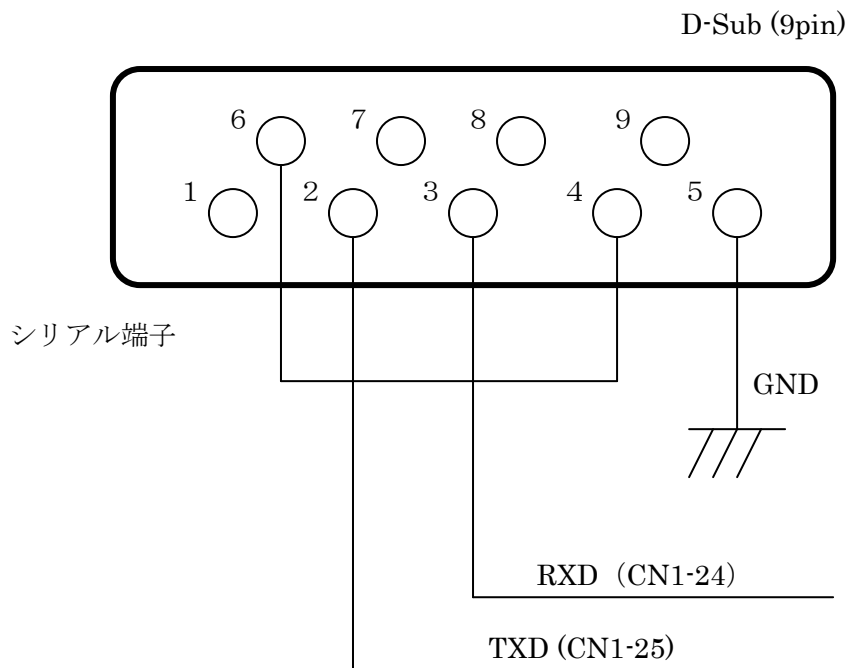 D-Sub (9pin)
６ ７ ８ ９
１ ２ ３ ４ ５
シリアル端子
GND
RXD（CN1-24）
TXD (CN1-25)